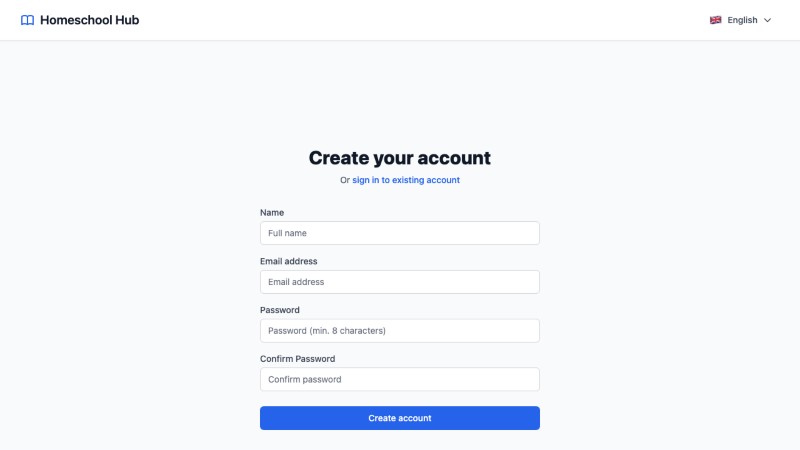 Homeschool Hub
English
Create your account
Or sign in to existing account
Name
Full name
Email address
Email address
Password
Password (min. 8 characters)
Confirm Password
Confirm password
Create account